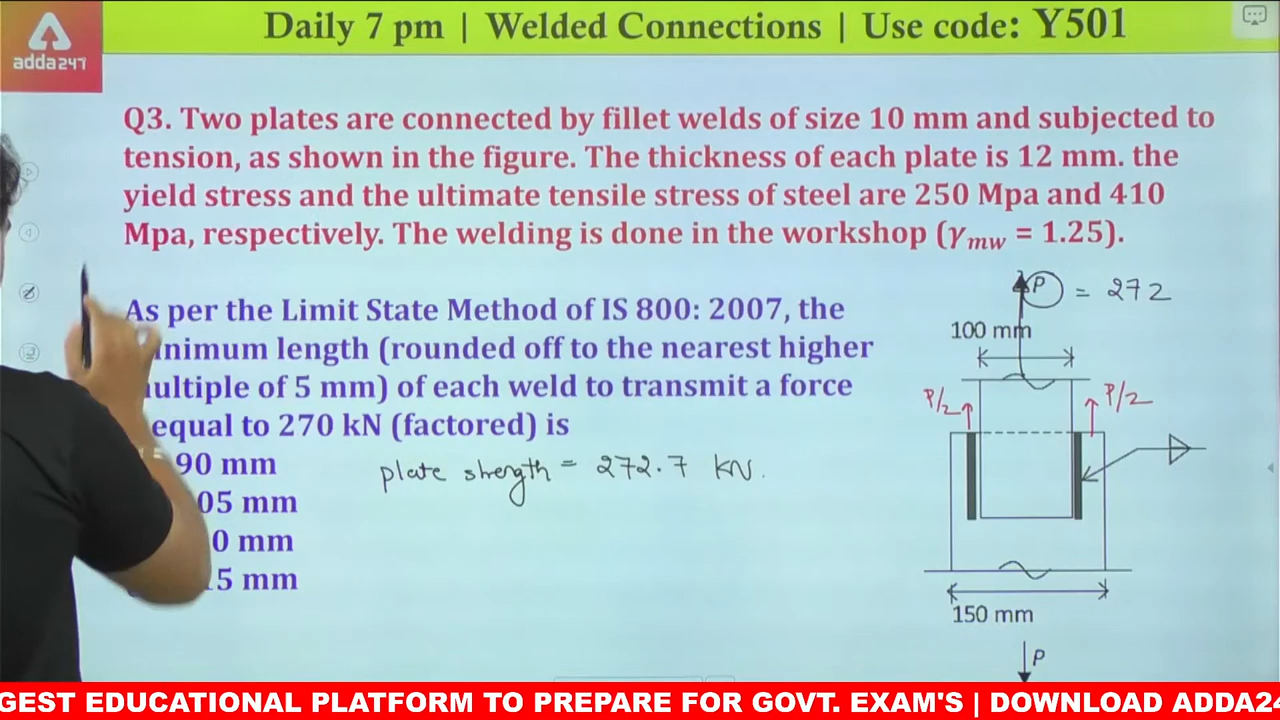 Daily 7 pm | Welded Connections | Use code: Y501
adda247
Q3. Two plates are connected by fillet welds of size 10 mm and subjected to
tension, as shown in the figure. The thickness of each plate is 12 mm. the
yield stress and the ultimate tensile stress of steel are 250 Mpa and 410
Mpa, respectively. The welding is done in the workshop (γmw = 1.25).
As per the Limit State Method of IS 800: 2007, the
(rounded off to the nearest higher
length
of 5 mm) of each weld to transmit a force
equal to 270 kN (factored) is
90 mm
05 mm
0 mm
5 mm
plate strength = 272.7 kN.
P = 272
100 mm
P/2
P/2
150 mm
P
GEST EDUCATIONAL PLATFORM TO PREPARE FOR GOVT. EXAM'S | DOWNLOAD ADDA24